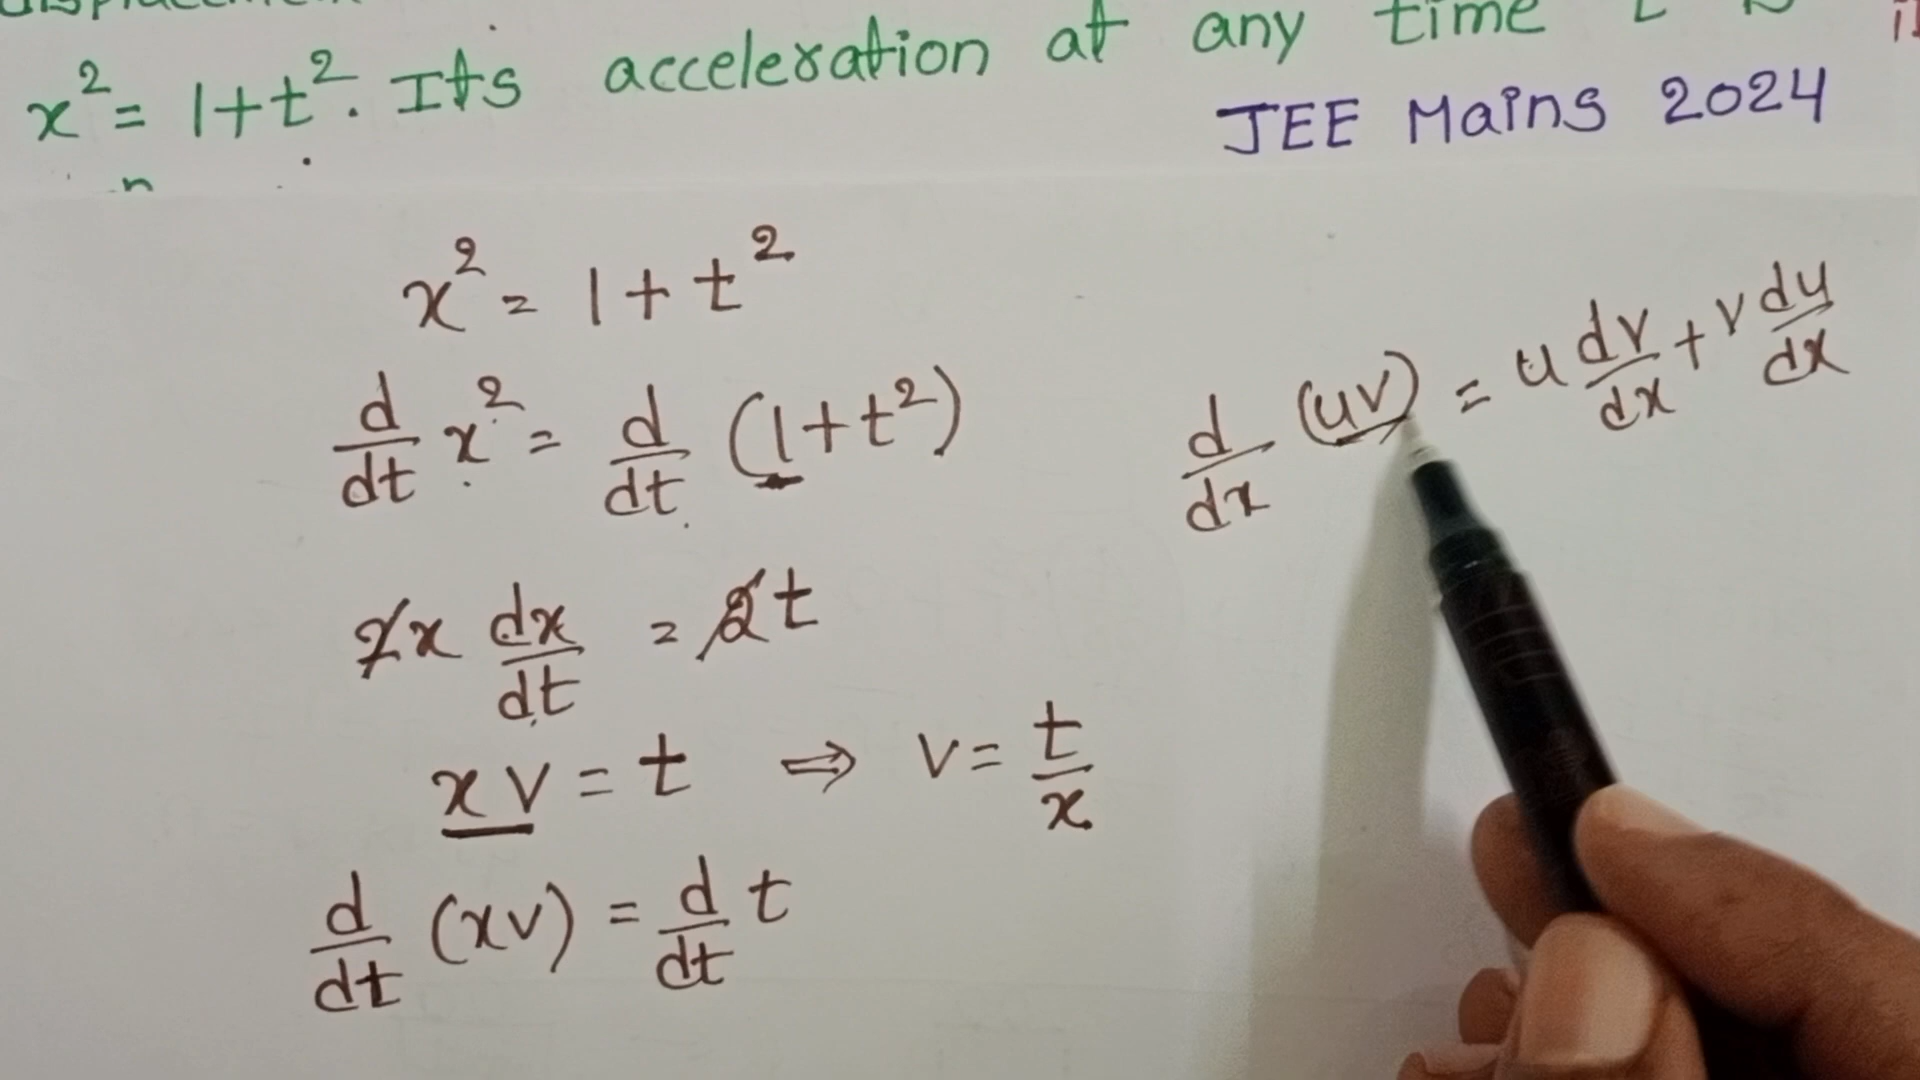 x² = 1+t². Its acceleration at any time t
JEE Mains 2024
x² = 1 + t²
d/dt x² = d/dt (1+t²)
d/dx (uv) = u dv/dx + v du/dx
2x dx/dt = 2t
xv = t ⇒ v = t/x
d/dt (xv) = d/dt t